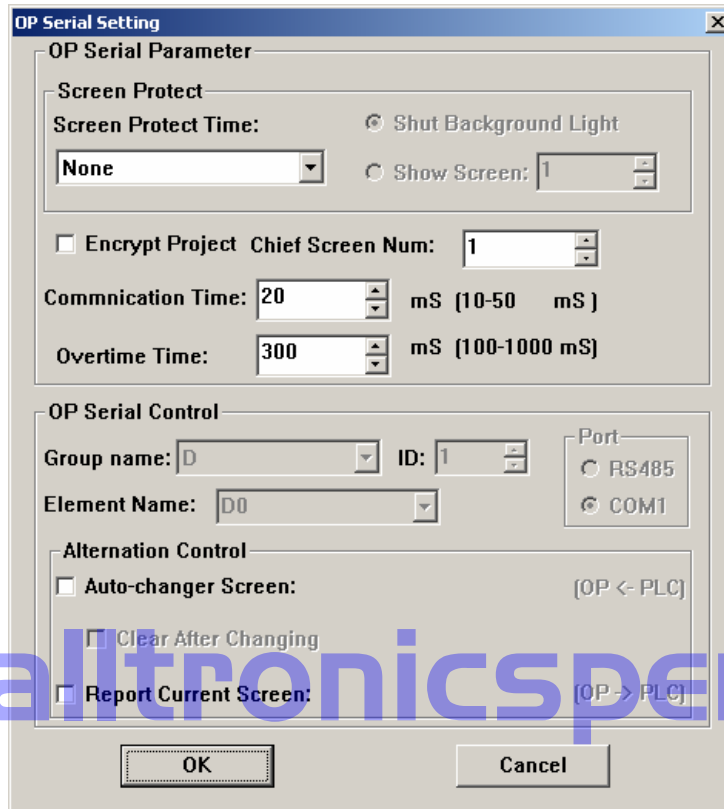 OP Serial Setting
OP Serial Parameter
Screen Protect
Screen Protect Time:
Shut Background Light
None
Show Screen: 1
Encrypt Project Chief Screen Num: 1
Commnication Time: 20 mS (10-50 mS )
Overtime Time: 300 mS (100-1000 mS)
OP Serial Control
Group name: D ID: 1
Port
RS485
Element Name: D0
COM1
Alternation Control
Auto-changer Screen: (OP <- PLC)
Clear After Changing
alltronicsper
Report Current Screen: (OP -> PLC)
OK Cancel